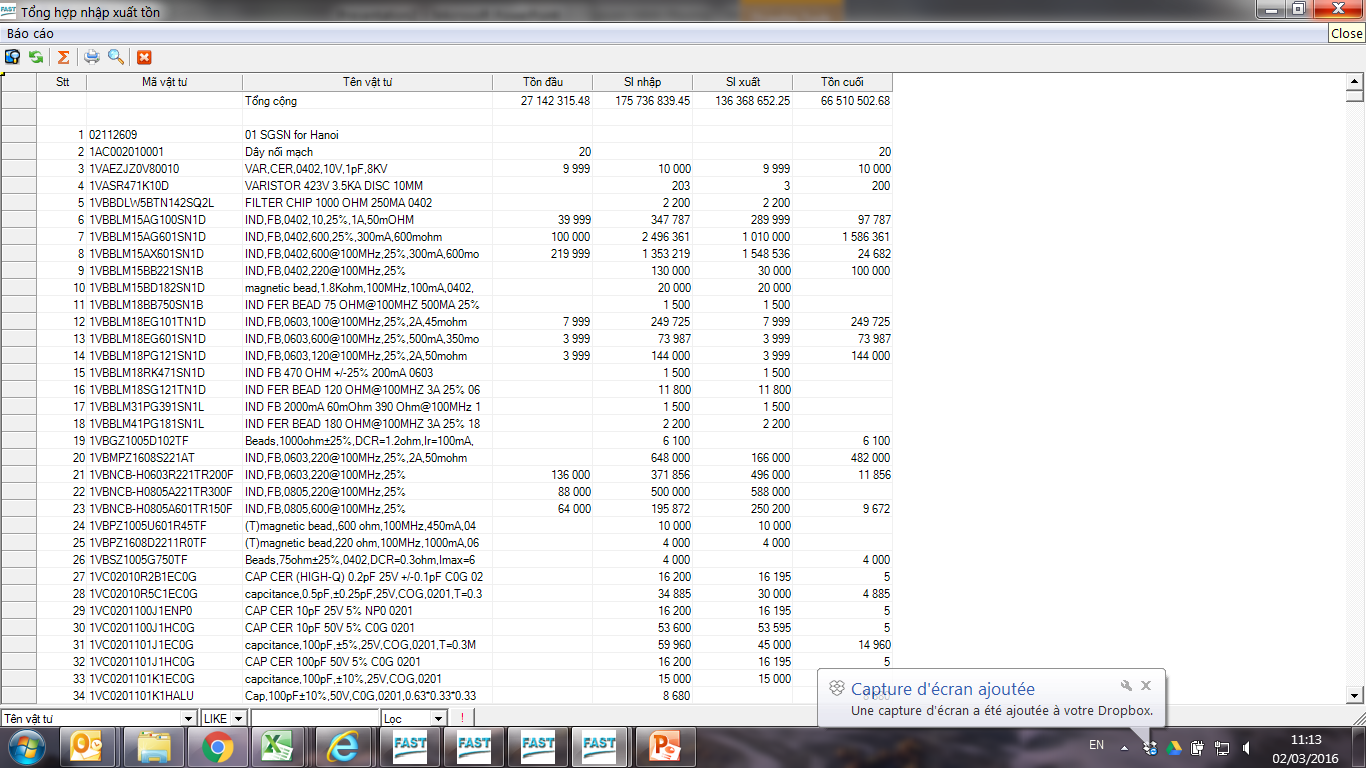 FAST Tổng hợp nhập xuất tồn
Báo cáo
Close
Stt Mã vật tư Tên vật tư Tồn đầu Sl nhập Sl xuất Tồn cuối
Tổng cộng 27 142 315.48 175 736 839.45 136 368 652.25 66 510 502.68
1 02112609 01 SGSN for Hanoi
2 1AC002010001 Dây nối mạch 20 20
3 1VAEZJZ0V80010 VAR,CER,0402,10V,1pF,8KV 9 999 10 000 9 999 10 000
4 1VASR471K10D VARISTOR 423V 3.5KA DISC 10MM 203 3 200
5 1VBBDLW5BTN142SQ2L FILTER CHIP 1000 OHM 250MA 0402 2 200 2 200
6 1VBBLM15AG100SN1D IND,FB,0402,10,25%,1A,50mOHM 39 999 347 787 289 999 97 787
7 1VBBLM15AG601SN1D IND,FB,0402,600,25%,300mA,600mohm 100 000 2 496 361 1 010 000 1 586 361
8 1VBBLM15AX601SN1D IND,FB,0402,600@100MHz,25%,300mA,600mo 219 999 1 353 219 1 548 536 24 682
9 1VBBLM15BB221SN1B IND,FB,0402,220@100MHz,25% 130 000 30 000 100 000
10 1VBBLM15BD182SN1D magnetic bead,1.8Kohm,100MHz,100mA,0402, 20 000 20 000
11 1VBBLM18BB750SN1B IND FER BEAD 75 OHM@100MHZ 500MA 25% 1 500 1 500
12 1VBBLM18EG101TN1D IND,FB,0603,100@100MHz,25%,2A,45mohm 7 999 249 725 7 999 249 725
13 1VBBLM18EG601SN1D IND,FB,0603,600@100MHz,25%,500mA,350mo 3 999 73 987 3 999 73 987
14 1VBBLM18PG121SN1D IND,FB,0603,120@100MHz,25%,2A,50mohm 3 999 144 000 3 999 144 000
15 1VBBLM18RK471SN1D IND FB 470 OHM +/-25% 200mA 0603 1 500 1 500
16 1VBBLM18SG121TN1D IND FER BEAD 120 OHM@100MHZ 3A 25% 06 11 800 11 800
17 1VBBLM31PG391SN1L IND FB 2000mA 60mOhm 390 Ohm@100MHz 1 1 500 1 500
18 1VBBLM41PG181SN1L IND FER BEAD 180 OHM@100MHZ 3A 25% 18 2 200 2 200
19 1VBGZ1005D102TF Beads,1000ohm±25%,DCR=1.2ohm,Ir=100mA, 6 100 6 100
20 1VBMPZ1608S221AT IND,FB,0603,220@100MHz,25%,2A,50mohm 648 000 166 000 482 000
21 1VBNCB-H0603R221TR200F IND,FB,0603,220@100MHz,25% 136 000 371 856 496 000 11 856
22 1VBNCB-H0805A221TR300F IND,FB,0805,220@100MHz,25% 88 000 500 000 588 000
23 1VBNCB-H0805A601TR150F IND,FB,0805,600@100MHz,25% 64 000 195 872 250 200 9 672
24 1VBPZ1005U601R45TF (T)magnetic bead,,600 ohm,100MHz,450mA,04 10 000 10 000
25 1VBPZ1608D2211R0TF (T)magnetic bead,220 ohm,100MHz,1000mA,06 4 000 4 000
26 1VBSZ1005G750TF Beads,75ohm±25%,0402,DCR=0.3ohm,Imax=6 4 000 4 000
27 1VC02010R2B1EC0G CAP CER (HIGH-Q) 0.2pF 25V +/-0.1pF C0G 02 16 200 16 195 5
28 1VC02010R5C1EC0G capcitance,0.5pF,±0.25pF,25V,COG,0201,T=0.3 34 885 30 000 4 885
29 1VC0201100J1ENP0 CAP CER 10pF 25V 5% NP0 0201 16 200 16 195 5
30 1VC0201100J1HC0G CAP CER 10pF 50V 5% C0G 0201 53 600 53 595 5
31 1VC0201101J1EC0G capcitance,100pF,±5%,25V,COG,0201,T=0.3M 59 960 45 000 14 960
32 1VC0201101J1HC0G CAP CER 100pF 50V 5% C0G 0201 16 200 16 195 5
33 1VC0201101K1EC0G capcitance,100pF,±10%,25V,COG,0201 15 000 15 000
34 1VC0201101K1HALU Cap,100pF±10%,50V,C0G,0201,0.63*0.33*0.33 8 680
Capture d'écran ajoutée
Une capture d'écran a été ajoutée à votre Dropbox.
Tên vật tư LIKE Lọc !
FAST FAST FAST FAST
EN
11:13
02/03/2016